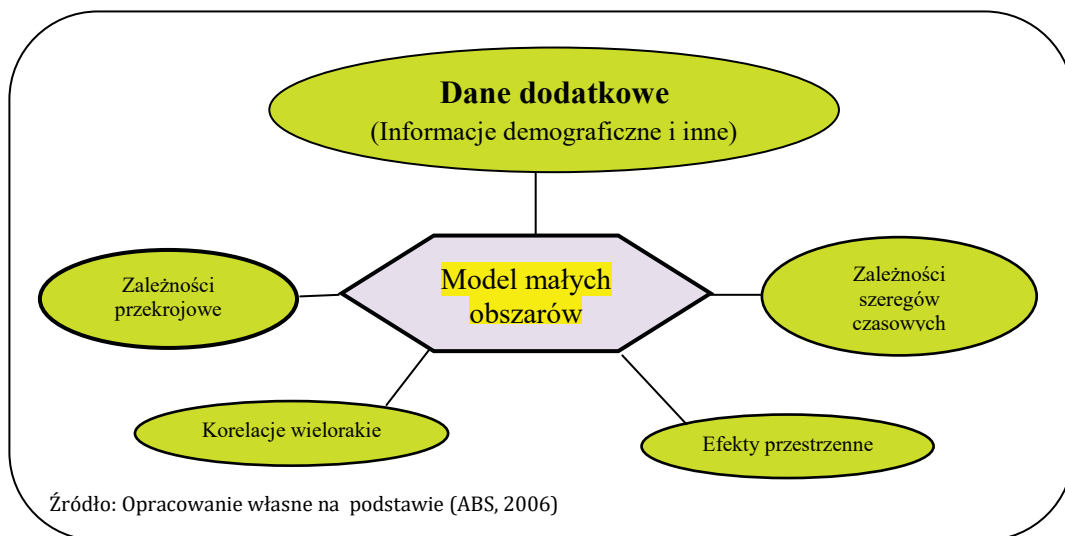 Dane dodatkowe
(Informacje demograficzne i inne)
Zależności
przekrojowe
Model małych
obszarów
Zależności
szeregów
czasowych
Korelacje wielorakie
Efekty przestrzenne
Źródło: Opracowanie własne na podstawie (ABS, 2006)